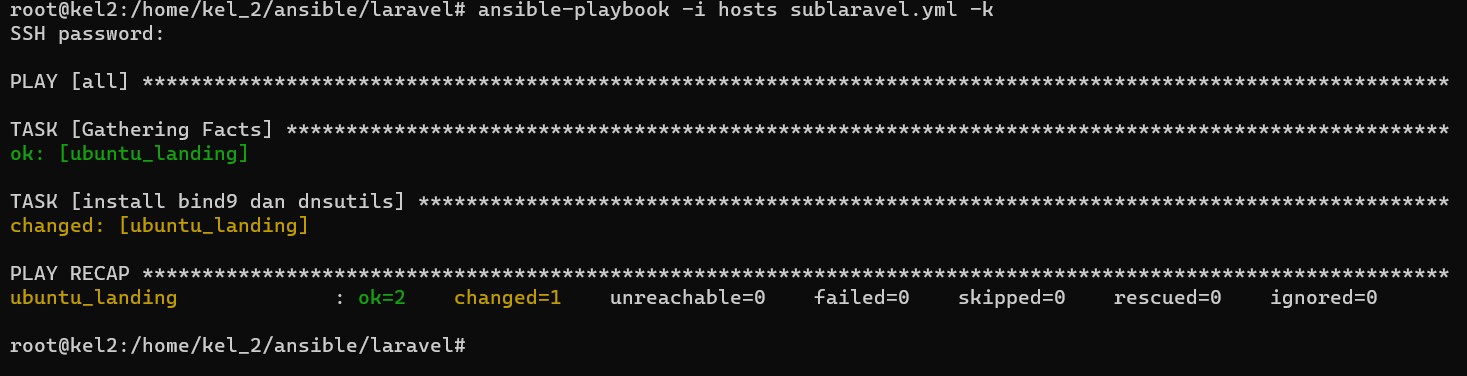 root@kel2:/home/kel_2/ansible/laravel# ansible-playbook -i hosts sublaravel.yml -k
SSH password:
PLAY [all] *************************************************************************************************************
TASK [Gathering Facts] *************************************************************************************************
ok: [ubuntu_landing]
TASK [install bind9 dan dnsutils] **************************************************************************************
changed: [ubuntu_landing]
PLAY RECAP *************************************************************************************************************
ubuntu_landing             : ok=2    changed=1    unreachable=0    failed=0    skipped=0    rescued=0    ignored=0
root@kel2:/home/kel_2/ansible/laravel#